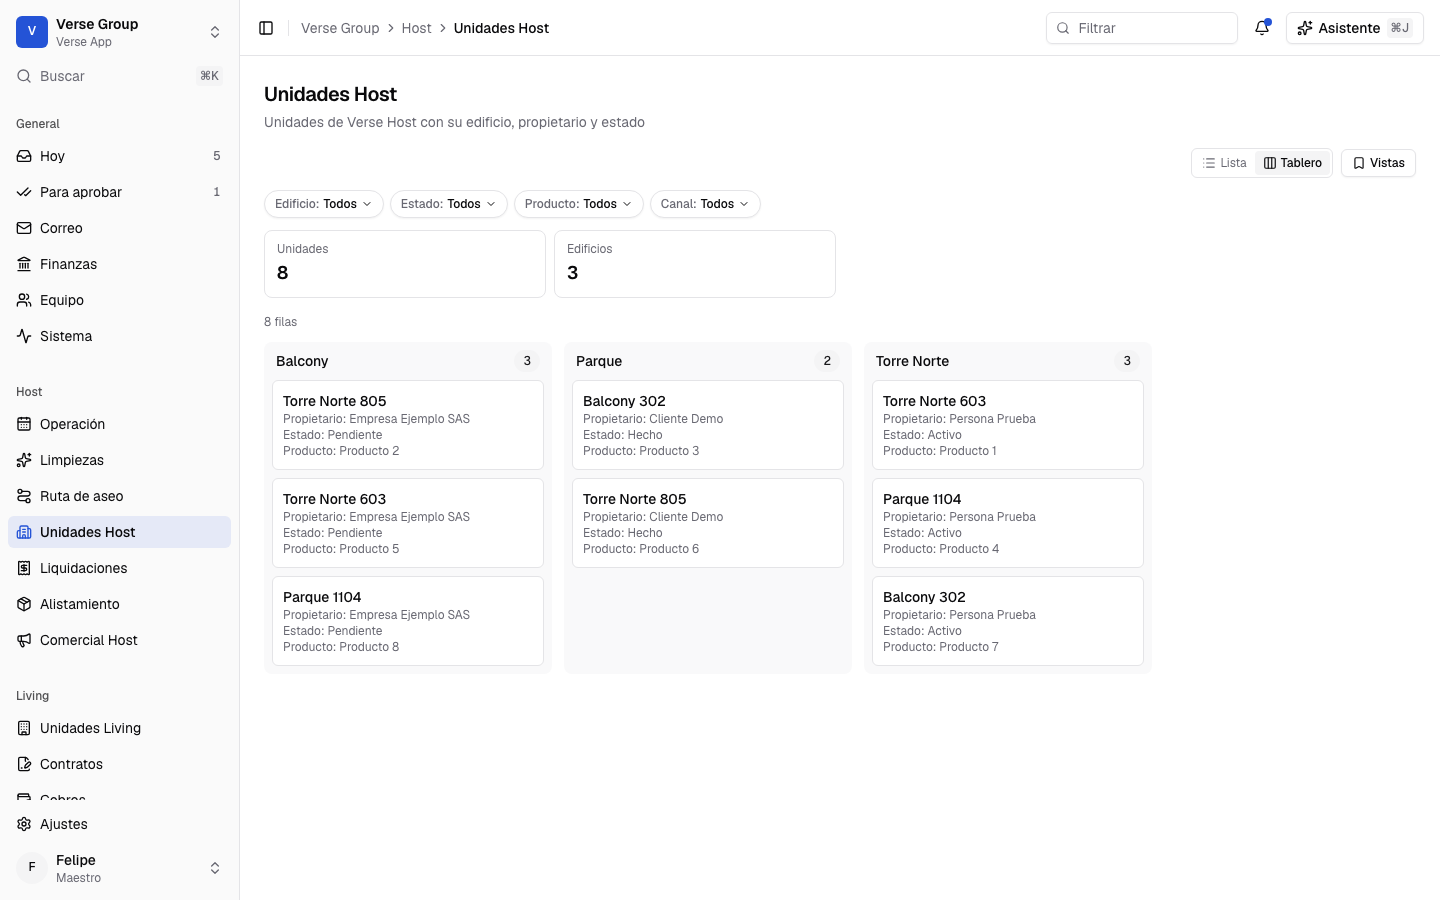 V
Verse Group
Verse App
Buscar ⌘K
General
Hoy 5
Para aprobar 1
Correo
Finanzas
Equipo
Sistema
Host
Operación
Limpiezas
Ruta de aseo
Unidades Host
Liquidaciones
Alistamiento
Comercial Host
Living
Unidades Living
Contratos
Cobros
Ajustes
F
Felipe
Maestro
Verse Group > Host > Unidades Host
Filtrar
Asistente ⌘J
Unidades Host
Unidades de Verse Host con su edificio, propietario y estado
Lista Tablero Vistas
Edificio: Todos Estado: Todos Producto: Todos Canal: Todos
Unidades
8
Edificios
3
8 filas
Balcony 3
Torre Norte 805
Propietario: Empresa Ejemplo SAS
Estado: Pendiente
Producto: Producto 2
Torre Norte 603
Propietario: Empresa Ejemplo SAS
Estado: Pendiente
Producto: Producto 5
Parque 1104
Propietario: Empresa Ejemplo SAS
Estado: Pendiente
Producto: Producto 8
Parque 2
Balcony 302
Propietario: Cliente Demo
Estado: Hecho
Producto: Producto 3
Torre Norte 805
Propietario: Cliente Demo
Estado: Hecho
Producto: Producto 6
Torre Norte 3
Torre Norte 603
Propietario: Persona Prueba
Estado: Activo
Producto: Producto 1
Parque 1104
Propietario: Persona Prueba
Estado: Activo
Producto: Producto 4
Balcony 302
Propietario: Persona Prueba
Estado: Activo
Producto: Producto 7